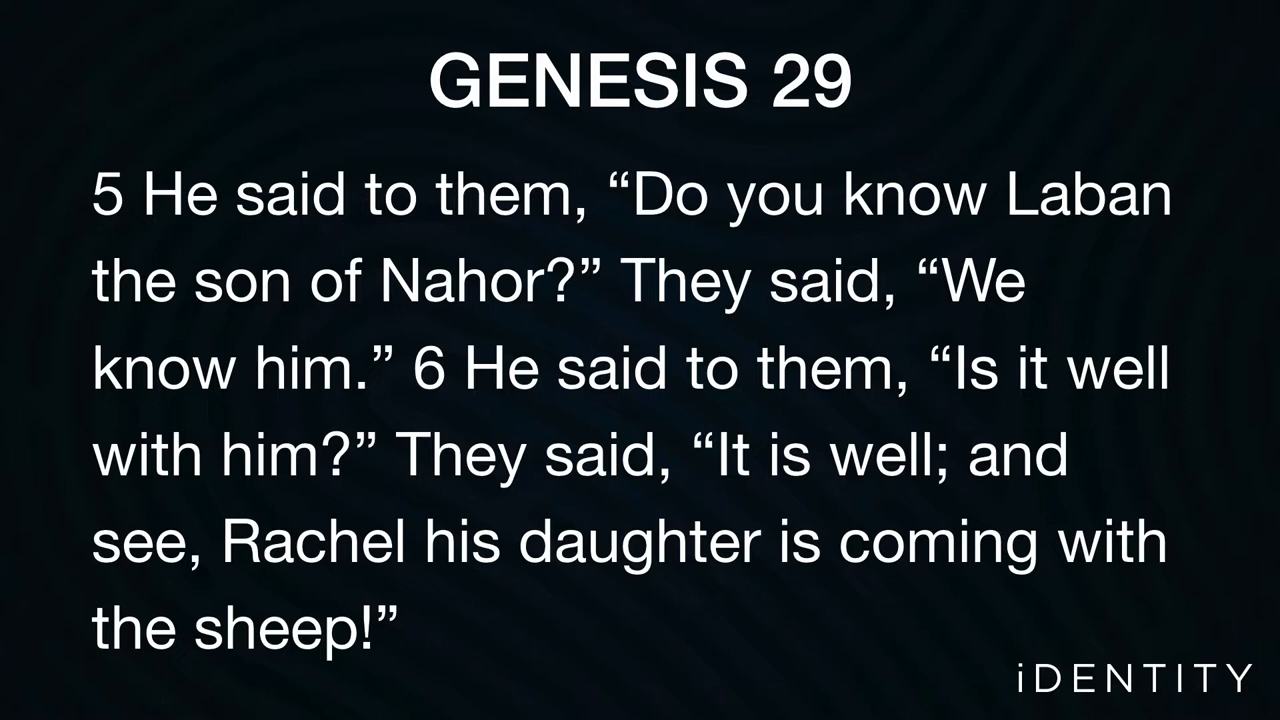 GENESIS 29
5 He said to them, “Do you know Laban
the son of Nahor?” They said, “We
know him.” 6 He said to them, “Is it well
with him?” They said, “It is well; and
see, Rachel his daughter is coming with
the sheep!”
iDENTITY